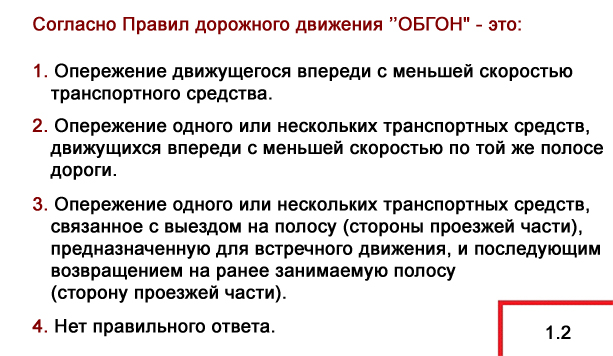 Согласно Правил дорожного движения ”ОБГОН" - это:
1. Опережение движущегося впереди с меньшей скоростью
транспортного средства.
2. Опережение одного или нескольких транспортных средств,
движущихся впереди с меньшей скоростью по той же полосе
дороги.
3. Опережение одного или нескольких транспортных средств,
связанное с выездом на полосу (стороны проезжей части),
предназначенную для встречного движения, и последующим
возвращением на ранее занимаемую полосу
(сторону проезжей части).
4. Нет правильного ответа.
1.2